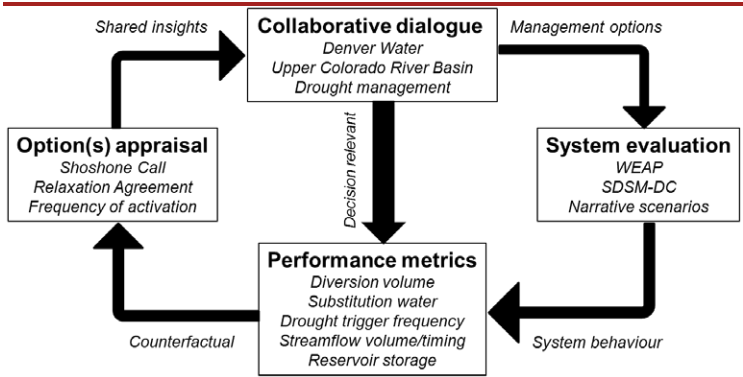 Shared insights
Collaborative dialogue
Denver Water
Upper Colorado River Basin
Drought management
Management options
Option(s) appraisal
Shoshone Call
Relaxation Agreement
Frequency of activation
Decision relevant
System evaluation
WEAP
SDSM-DC
Narrative scenarios
Performance metrics
Diversion volume
Substitution water
Drought trigger frequency
Streamflow volume/timing
Reservoir storage
Counterfactual
System behaviour